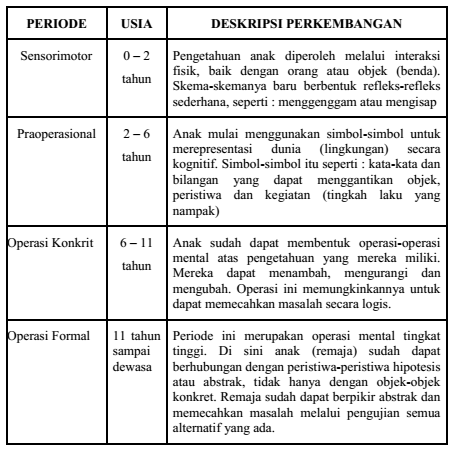 PERIODE USIA DESKRIPSI PERKEMBANGAN
Sensorimotor 0 – 2 Pengetahuan anak diperoleh melalui interaksi
tahun fisik, baik dengan orang atau objek (benda).
Skema-skemanya baru berbentuk refleks-refleks
sederhana, seperti : menggenggam atau mengisap
Praoperasional 2 – 6 Anak mulai menggunakan simbol-simbol untuk
tahun merepresentasi dunia (lingkungan) secara
kognitif. Simbol-simbol itu seperti : kata-kata dan
bilangan yang dapat menggantikan objek,
peristiwa dan kegiatan (tingkah laku yang
nampak)
Operasi Konkrit 6 – 11 Anak sudah dapat membentuk operasi-operasi
tahun mental atas pengetahuan yang mereka miliki.
Mereka dapat menambah, mengurangi dan
mengubah. Operasi ini memungkinkannya untuk
dapat memecahkan masalah secara logis.
Operasi Formal 11 tahun Periode ini merupakan operasi mental tingkat
sampai tinggi. Di sini anak (remaja) sudah dapat
dewasa berhubungan dengan peristiwa-peristiwa hipotesis
atau abstrak, tidak hanya dengan objek-objek
konkret. Remaja sudah dapat berpikir abstrak dan
memecahkan masalah melalui pengujian semua
alternatif yang ada.